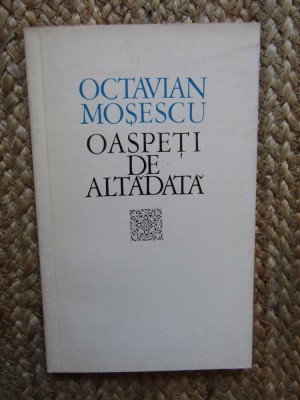 OCTAVIAN
MOȘESCU
OASPEȚI
DE
ALTĂDATĂ